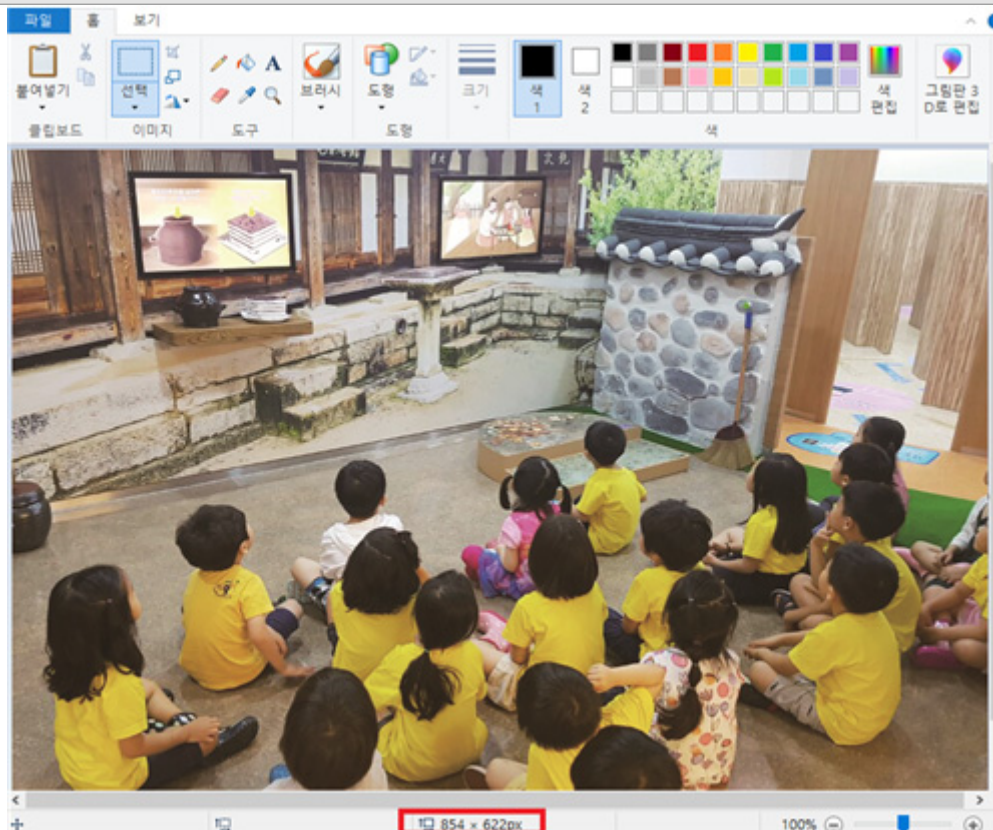 파일 홈 보기
붙여넣기 선택 A 브러시 도형 크기 색 1 색 2 색 편집 그림판 3D로 편집
클립보드 이미지 도구 도형 색
文化
854 × 622px 100%